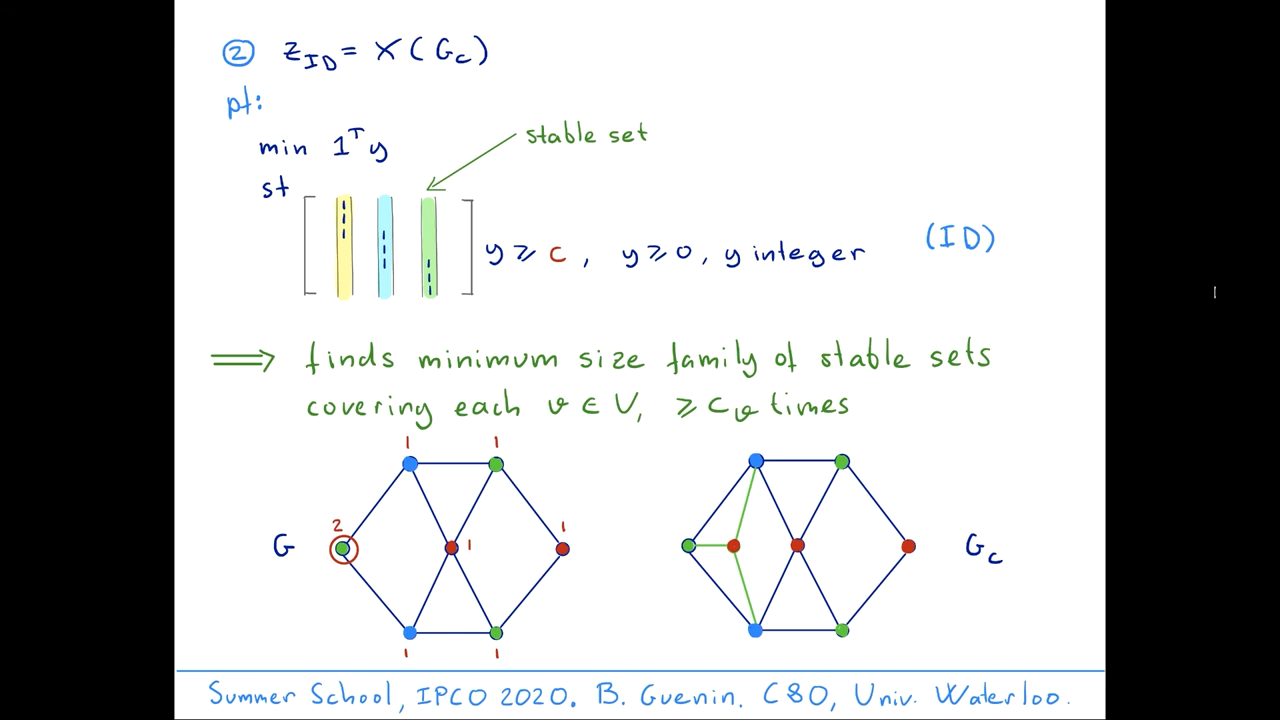 ② z_ID = χ(G_c)
pf:
min 1ᵀy
stable set
st
y ≥ c, y ≥ 0, y integer
(ID)
⟹ finds minimum size family of stable sets
covering each v ∈ V, ≥ c_v times
1 1
2 1
G 1 G_c
1 1
Summer School, IPCO 2020. B. Guenin. C&O, Univ. Waterloo.